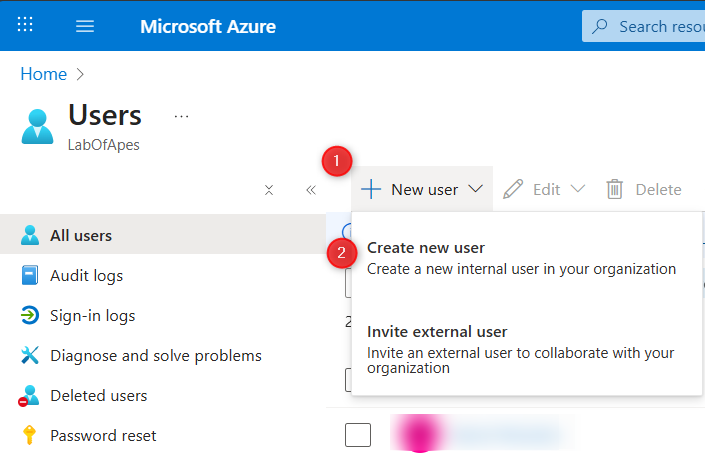 Microsoft Azure
Search resou
Home
Users
...
LabOfApes
1
New user
Edit
Delete
All users
2
Create new user
Create a new internal user in your organization
Audit logs
Sign-in logs
2
Invite external user
Invite an external user to collaborate with your
organization
Diagnose and solve problems
Deleted users
Password reset